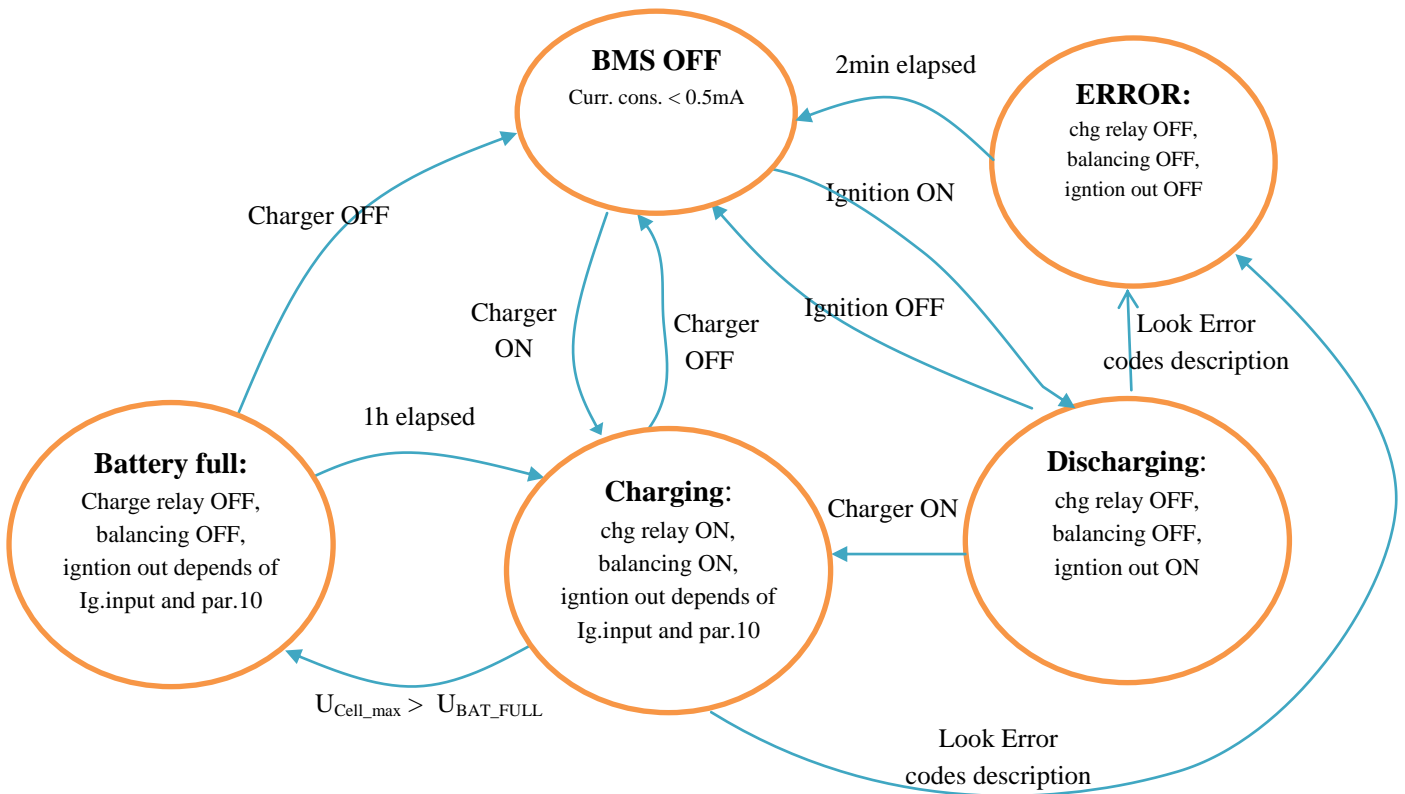 BMS OFF
Curr. cons. < 0.5mA
2min elapsed
ERROR:
chg relay OFF,
balancing OFF,
igntion out OFF
Ignition ON
Charger OFF
Ignition OFF
Charger
ON
Charger
OFF
Look Error
codes description
1h elapsed
Battery full:
Charge relay OFF,
balancing OFF,
igntion out depends of
Ig.input and par.10
Charging:
chg relay ON,
balancing ON,
igntion out depends of
Ig.input and par.10
Charger ON
Discharging:
chg relay OFF,
balancing OFF,
igntion out ON
U_Cell_max > U_BAT_FULL
Look Error
codes description